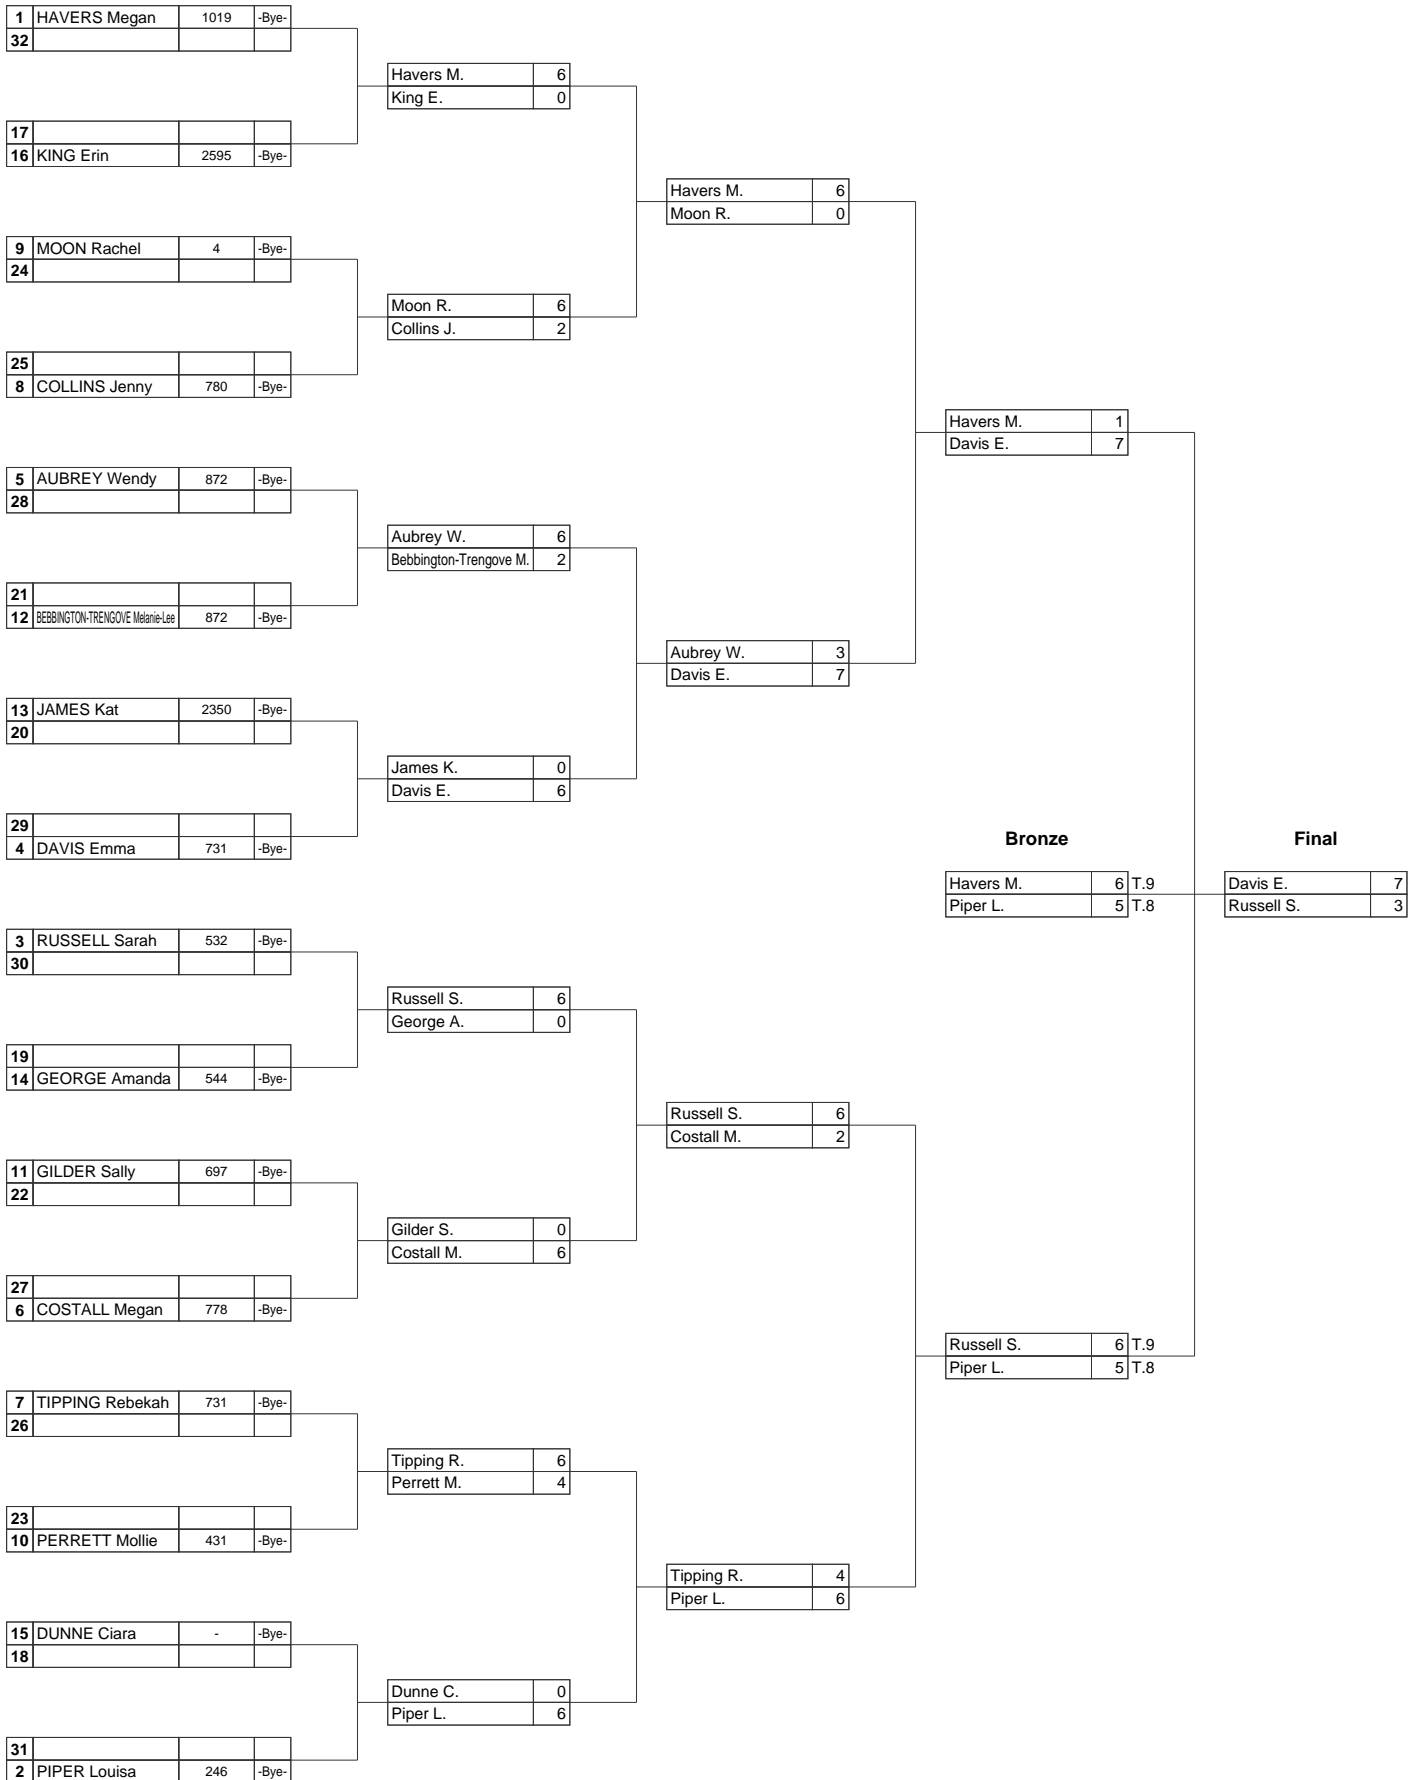 1 HAVERS Megan 1019 -Bye-
32
Havers M. 6
King E. 0
17
16 KING Erin 2595 -Bye-
Havers M. 6
Moon R. 0
9 MOON Rachel 4 -Bye-
24
Moon R. 6
Collins J. 2
25
8 COLLINS Jenny 780 -Bye-
Havers M. 1
Davis E. 7
5 AUBREY Wendy 872 -Bye-
28
Aubrey W. 6
Bebbington-Trengove M. 2
21
12 BEBBINGTON-TRENGOVE Melanie-Lee 872 -Bye-
Aubrey W. 3
Davis E. 7
13 JAMES Kat 2350 -Bye-
20
James K. 0
Davis E. 6
29
4 DAVIS Emma 731 -Bye-
Bronze Final
Havers M. 6 T.9 Davis E. 7
Piper L. 5 T.8 Russell S. 3
3 RUSSELL Sarah 532 -Bye-
30
Russell S. 6
George A. 0
19
14 GEORGE Amanda 544 -Bye-
Russell S. 6
Costall M. 2
11 GILDER Sally 697 -Bye-
22
Gilder S. 0
Costall M. 6
27
6 COSTALL Megan 778 -Bye-
Russell S. 6 T.9
Piper L. 5 T.8
7 TIPPING Rebekah 731 -Bye-
26
Tipping R. 6
Perrett M. 4
23
10 PERRETT Mollie 431 -Bye-
Tipping R. 4
Piper L. 6
15 DUNNE Ciara - -Bye-
18
Dunne C. 0
Piper L. 6
31
2 PIPER Louisa 246 -Bye-